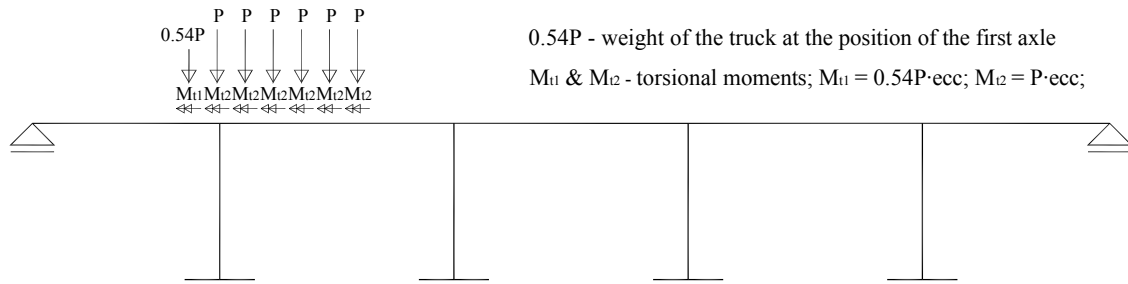 P P P P P P
0.54P
Mt1 Mt2 Mt2 Mt2 Mt2 Mt2 Mt2
0.54P - weight of the truck at the position of the first axle
Mt1 & Mt2 - torsional moments; Mt1 = 0.54P·ecc; Mt2 = P·ecc;